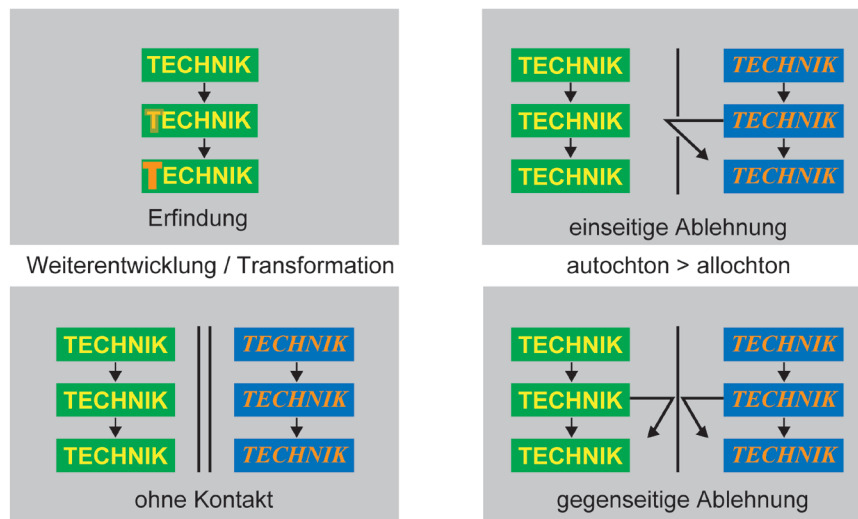 TECHNIK
TECHNIK
TECHNIK
Erfindung
TECHNIK TECHNIK
TECHNIK TECHNIK
TECHNIK TECHNIK
einseitige Ablehnung
Weiterentwicklung / Transformation
autochton > allochton
TECHNIK TECHNIK
TECHNIK TECHNIK
TECHNIK TECHNIK
ohne Kontakt
TECHNIK TECHNIK
TECHNIK TECHNIK
TECHNIK TECHNIK
gegenseitige Ablehnung